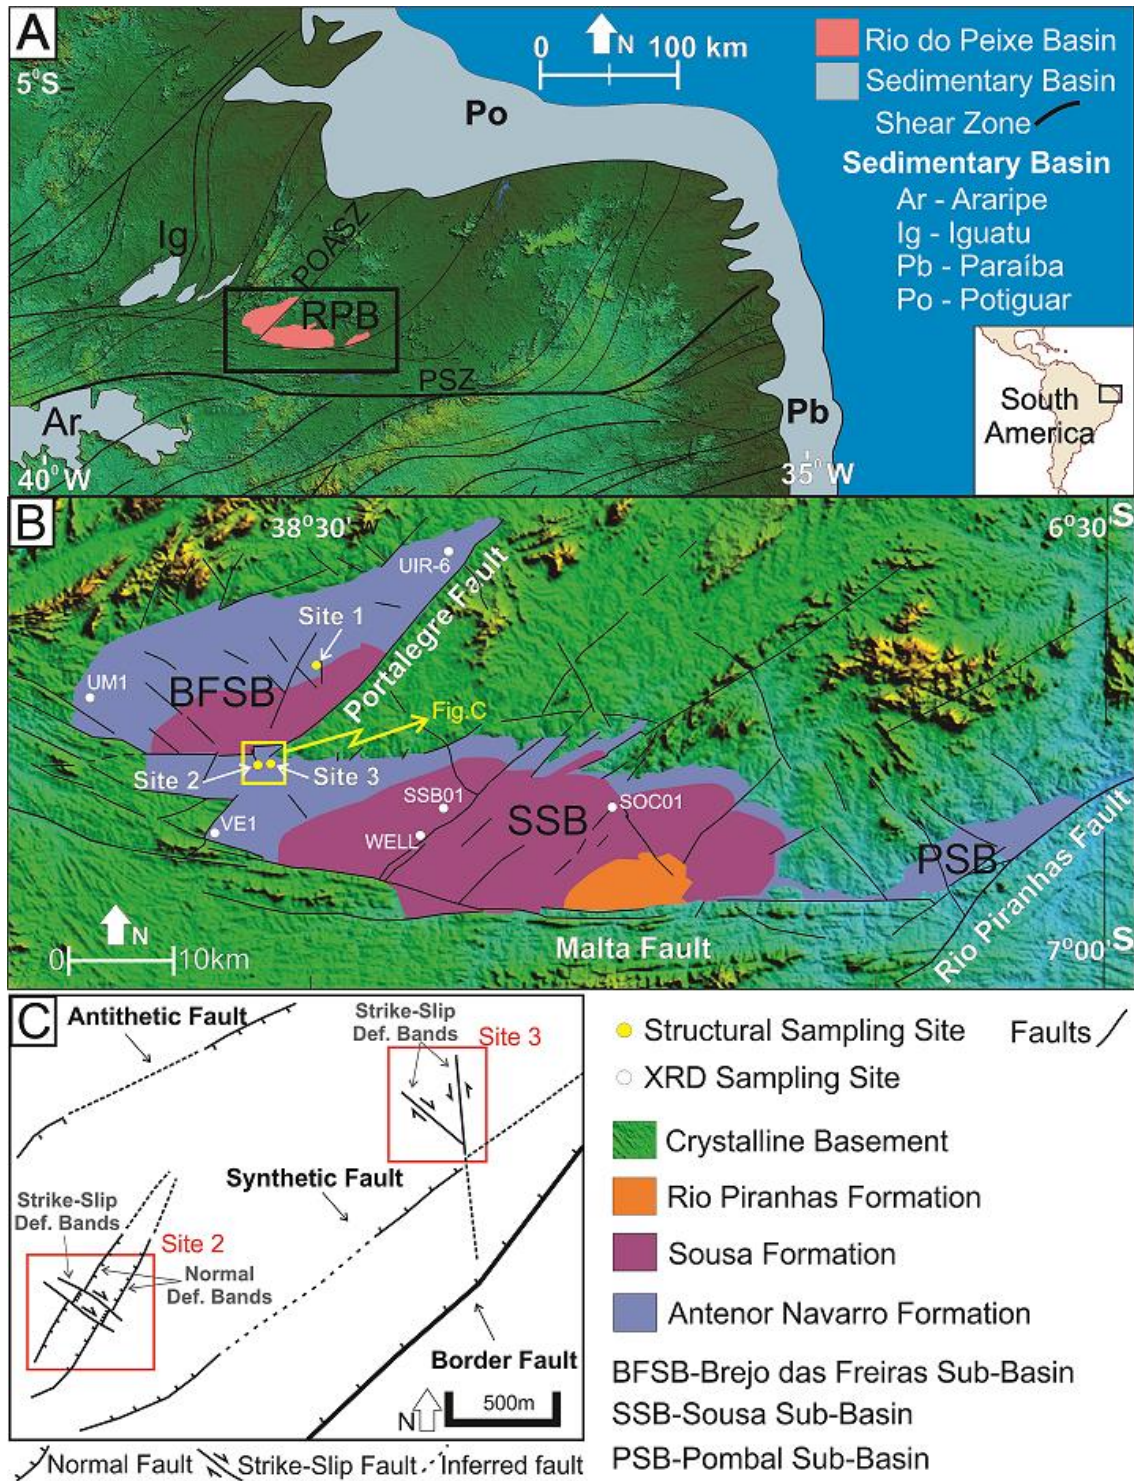 A
5°S
0 N 100 km
Rio do Peixe Basin
Sedimentary Basin
Shear Zone
Sedimentary Basin
Ar - Araripe
Ig - Iguatu
Pb - Paraíba
Po - Potiguar
Po
Ig
POASZ
RPB
PSZ
Ar
Pb
South
America
40° W
35° W
B
38°30'
6°30' S
UIR-6
Portalegre Fault
Site 1
UM1
BFSB
Fig.C
Site 2
Site 3
VE1
SSB01
WELL
SSB
SOC01
PSB
Rio Piranhas Fault
N
0 10km
Malta Fault
7°00' S
C
Antithetic Fault
Strike-Slip
Def. Bands
Site 3
Synthetic Fault
Strike-Slip
Def. Bands
Site 2
Normal
Def. Bands
Border Fault
N 500m
Normal Fault Strike-Slip Fault Inferred fault
Structural Sampling Site Faults
XRD Sampling Site
Crystalline Basement
Rio Piranhas Formation
Sousa Formation
Antenor Navarro Formation
BFSB-Brejo das Freiras Sub-Basin
SSB-Sousa Sub-Basin
PSB-Pombal Sub-Basin